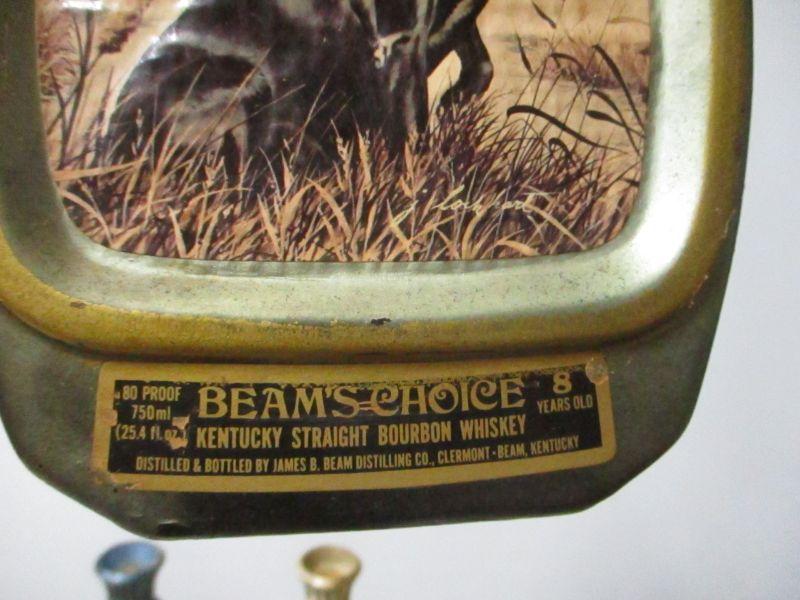 j Lockhart
80 PROOF
750ml
(25.4 fl. oz.)
BEAM'S CHOICE
8
YEARS OLD
KENTUCKY STRAIGHT BOURBON WHISKEY
DISTILLED & BOTTLED BY JAMES B. BEAM DISTILLING CO., CLERMONT-BEAM, KENTUCKY